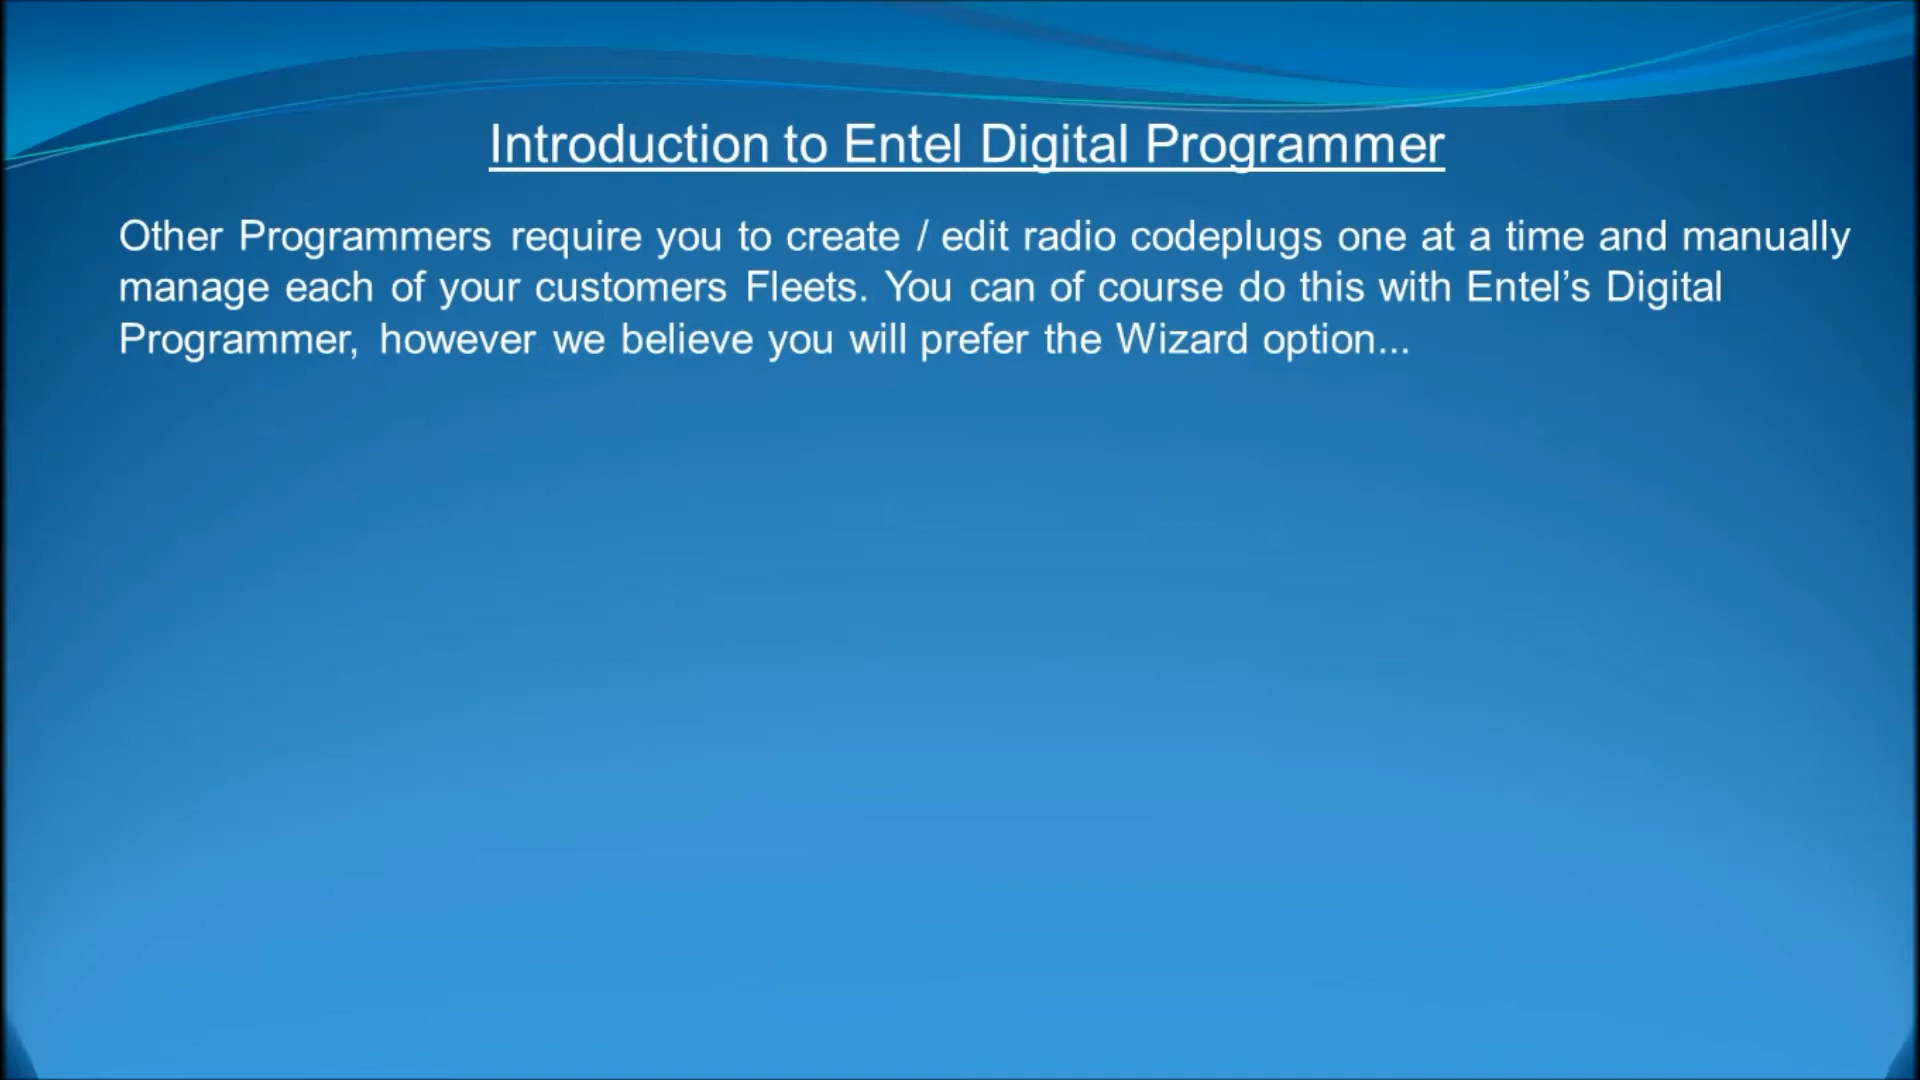 Introduction to Entel Digital Programmer
Other Programmers require you to create / edit radio codeplugs one at a time and manually
manage each of your customers Fleets. You can of course do this with Entel’s Digital
Programmer, however we believe you will prefer the Wizard option...